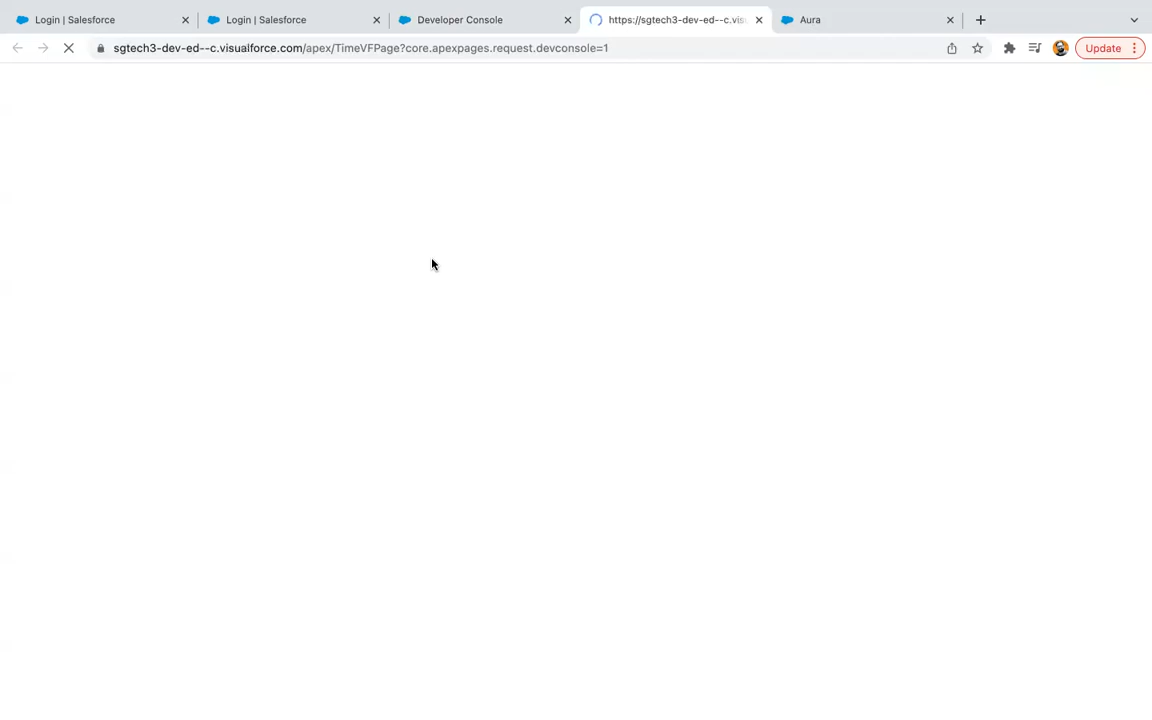 Login | Salesforce
Login | Salesforce
Developer Console
https://sgtech3-dev-ed--c.vis
Aura
sgtech3-dev-ed--c.visualforce.com/apex/TimeVFPage?core.apexpages.request.devconsole=1
Update